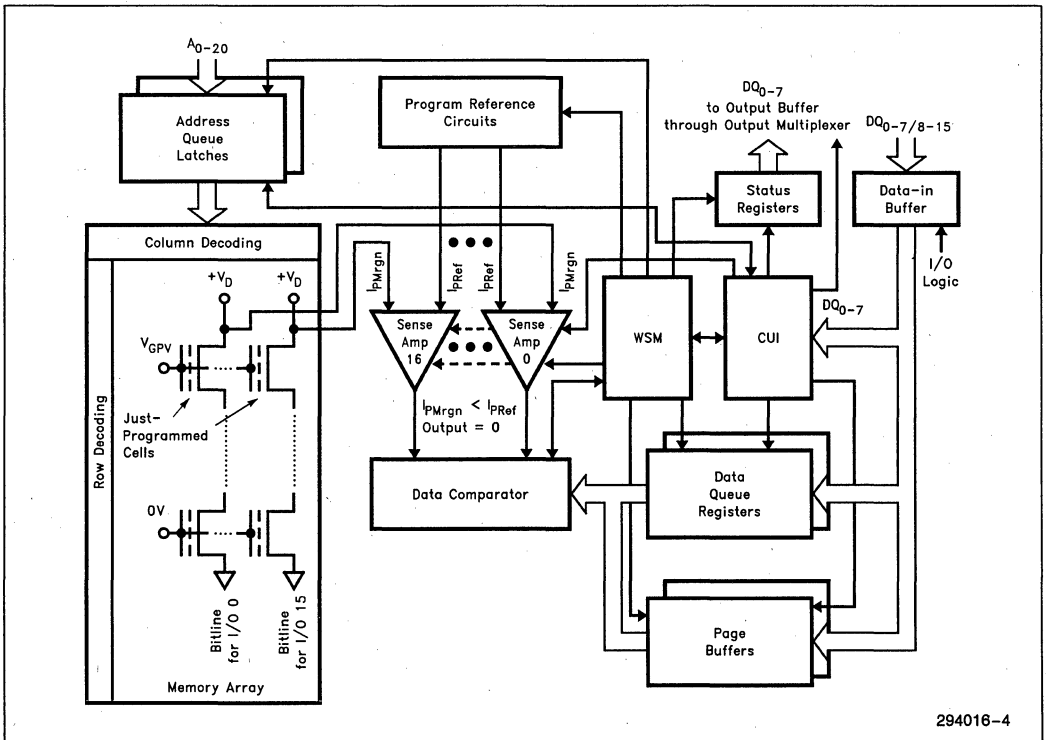 A0-20
Address
Queue
Latches
Program Reference
Circuits
DQ0-7
to Output Buffer
through Output Multiplexer
DQ0-7/8-15
Status
Registers
Data-in
Buffer
I/O
Logic
Column Decoding
Row Decoding
+VD
+VD
VGPV
Just-
Programmed
Cells
0V
Bitline
for I/O 0
Bitline
for I/O 15
Memory Array
IPMrgn
IPRef
IPRef
IPMrgn
Sense
Amp
16
Sense
Amp
0
IPMrgn < IPRef
Output = 0
WSM
CUI
DQ0-7
Data Comparator
Data
Queue
Registers
Page
Buffers
294016-4